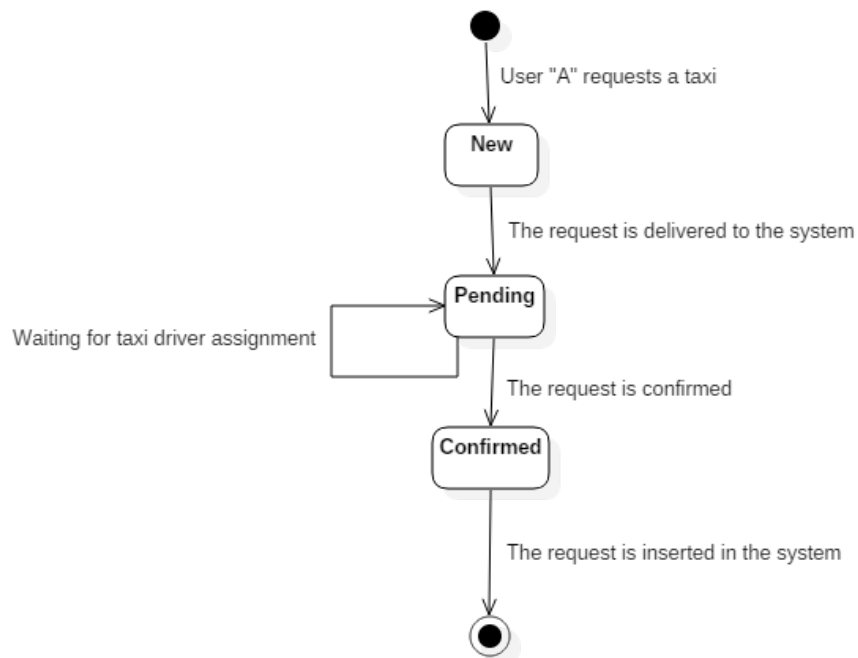 User "A" requests a taxi
New
The request is delivered to the system
Pending
Waiting for taxi driver assignment
The request is confirmed
Confirmed
The request is inserted in the system